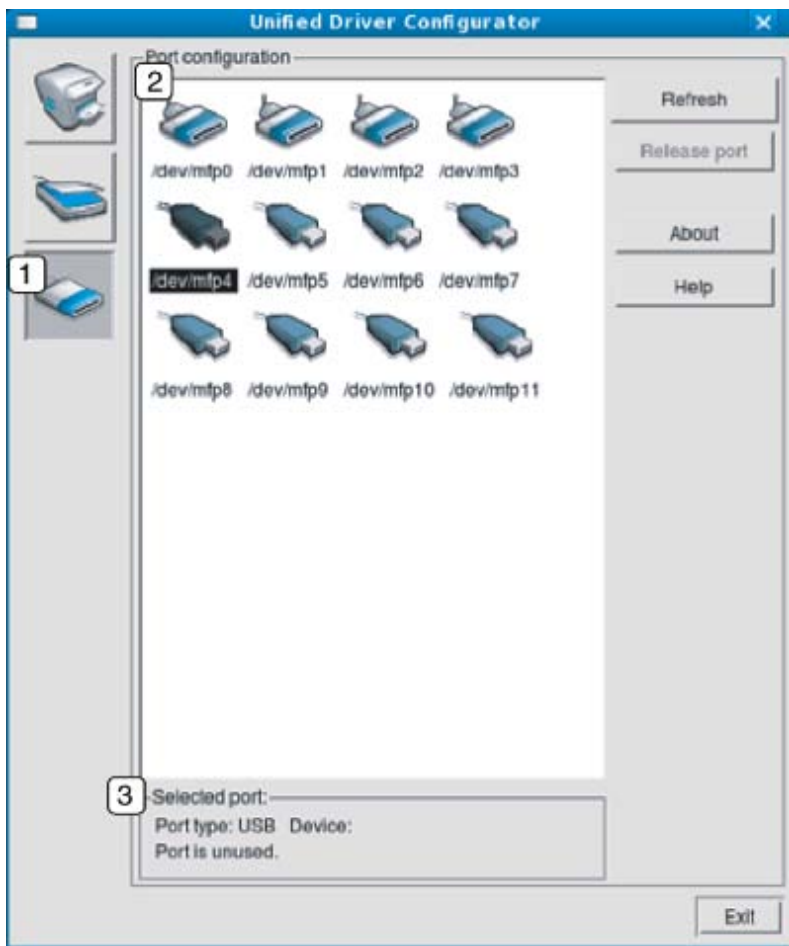 Unified Driver Configurator
Port configuration
2
Refresh
/dev/mfp0 /dev/mfp1 /dev/mfp2 /dev/mfp3
Release port
About
1
/dev/mfp4 /dev/mfp5 /dev/mfp6 /dev/mfp7
Help
/dev/mfp8 /dev/mfp9 /dev/mfp10 /dev/mfp11
3
Selected port:
Port type: USB Device:
Port is unused.
Exit